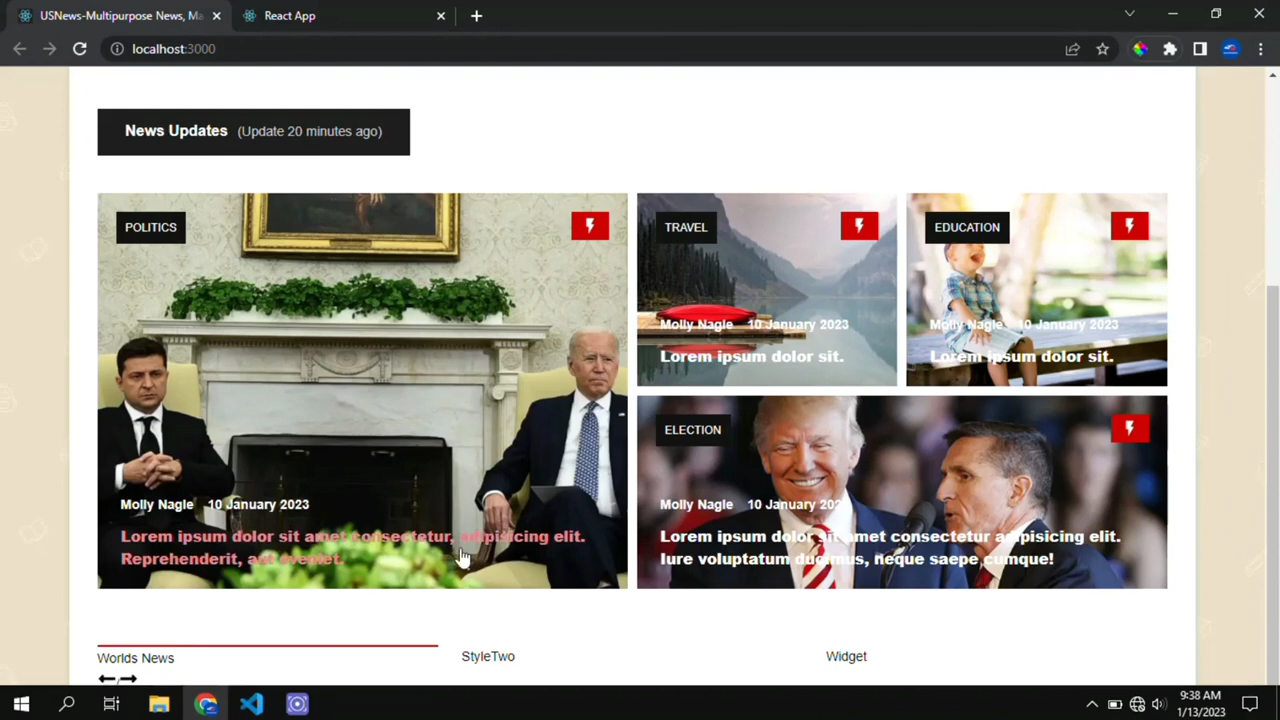 USNews-Multipurpose News, Ma
React App
localhost:3000
News Updates (Update 20 minutes ago)
POLITICS
TRAVEL
EDUCATION
Molly Nagle 10 January 2023
Lorem ipsum dolor sit.
Molly Nagle 10 January 2023
Lorem ipsum dolor sit.
ELECTION
Molly Nagle 10 January 2023
Lorem ipsum dolor sit amet consectetur, adipisicing elit.
Reprehenderit, aut eveniet.
Molly Nagle 10 January 2023
Lorem ipsum dolor sit amet consectetur adipisicing elit.
Iure voluptatum ducimus, neque saepe cumque!
Worlds News
StyleTwo
Widget
9:38 AM
1/13/2023